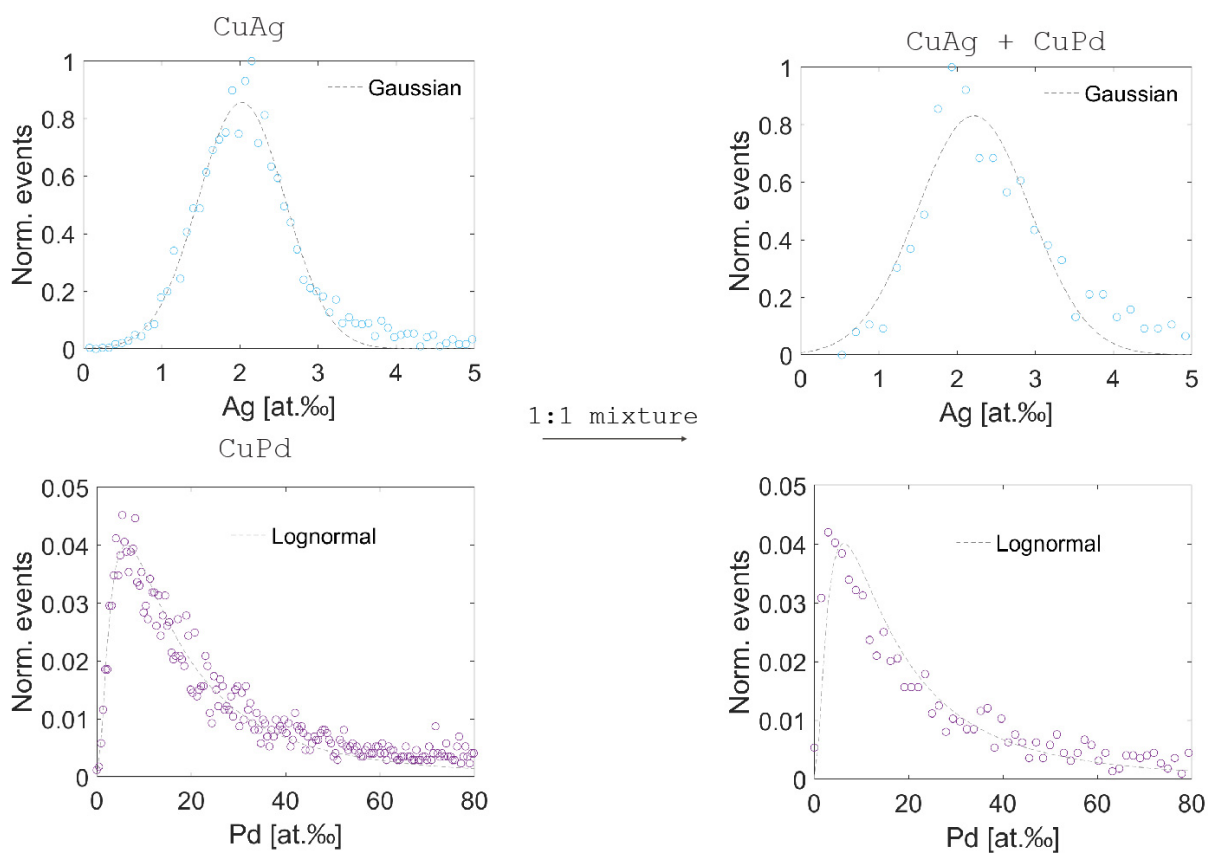 CuAg
Norm. events
1
0.8
0.6
0.4
0.2
0
Gaussian
0 1 2 3 4 5
Ag [at.‰]
CuAg + CuPd
Norm. events
1
0.8
0.6
0.4
0.2
0
Gaussian
0 1 2 3 4 5
Ag [at.‰]
1:1 mixture
CuPd
Norm. events
0.05
0.04
0.03
0.02
0.01
0
Lognormal
0 20 40 60 80
Pd [at.‰]
Norm. events
0.05
0.04
0.03
0.02
0.01
0
Lognormal
0 20 40 60 80
Pd [at.‰]